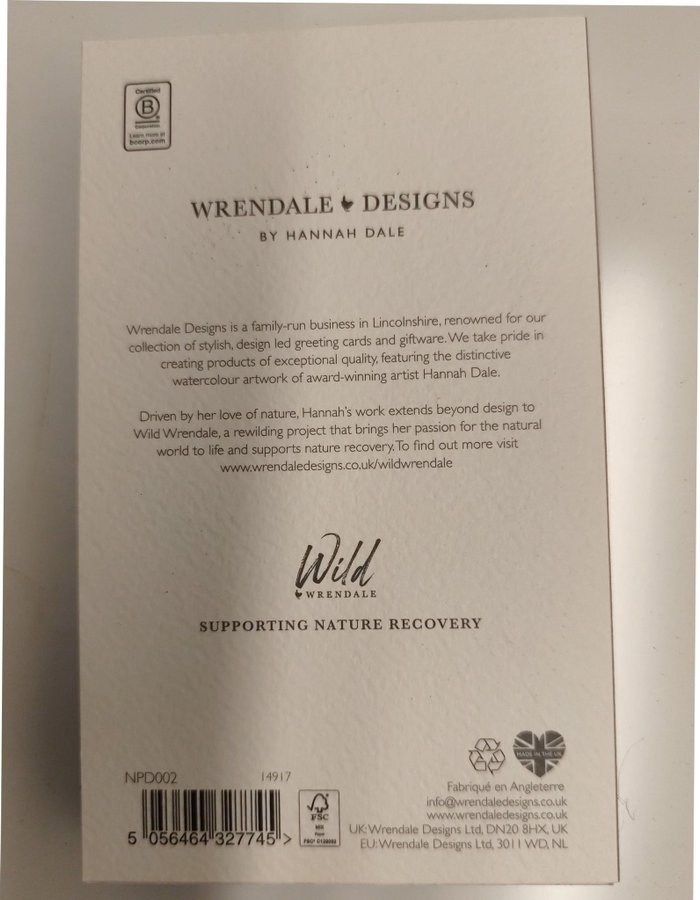 Certified
B
Corporation
Learn more at
bcorp.com
WRENDALE DESIGNS
BY HANNAH DALE
Wrendale Designs is a family-run business in Lincolnshire, renowned for our
collection of stylish, design led greeting cards and giftware. We take pride in
creating products of exceptional quality, featuring the distinctive
watercolour artwork of award-winning artist Hannah Dale.
Driven by her love of nature, Hannah's work extends beyond design to
Wild Wrendale, a rewilding project that brings her passion for the natural
world to life and supports nature recovery. To find out more visit
www.wrendaledesigns.co.uk/wildwrendale
Wild
WRENDALE
SUPPORTING NATURE RECOVERY
NPD002 14917
5 056464 327745 >
FSC
MIX
Paper
MADE IN THE UK
Fabriqué en Angleterre
info@wrendaledesigns.co.uk
www.wrendaledesigns.co.uk
UK: Wrendale Designs Ltd, DN20 8HX, UK
EU: Wrendale Designs Ltd, 3011 WD, NL